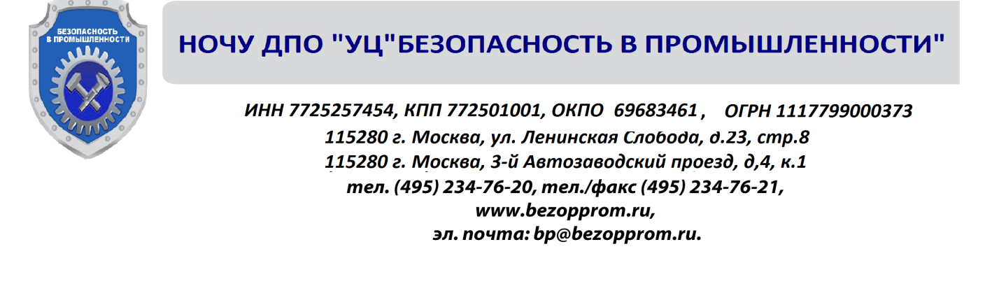 БЕЗОПАСНОСТЬ
В ПРОМЫШЛЕННОСТИ
НОЧУ ДПО "УЦ"БЕЗОПАСНОСТЬ В ПРОМЫШЛЕННОСТИ"
ИНН 7725257454, КПП 772501001, ОКПО 69683461 , ОГРН 1117799000373
115280 г. Москва, ул. Ленинская Слобода, д.23, стр.8
115280 г. Москва, 3-й Автозаводский проезд, д,4, к.1
тел. (495) 234-76-20, тел./факс (495) 234-76-21,
www.bezopprom.ru,
эл. почта: bp@bezopprom.ru.